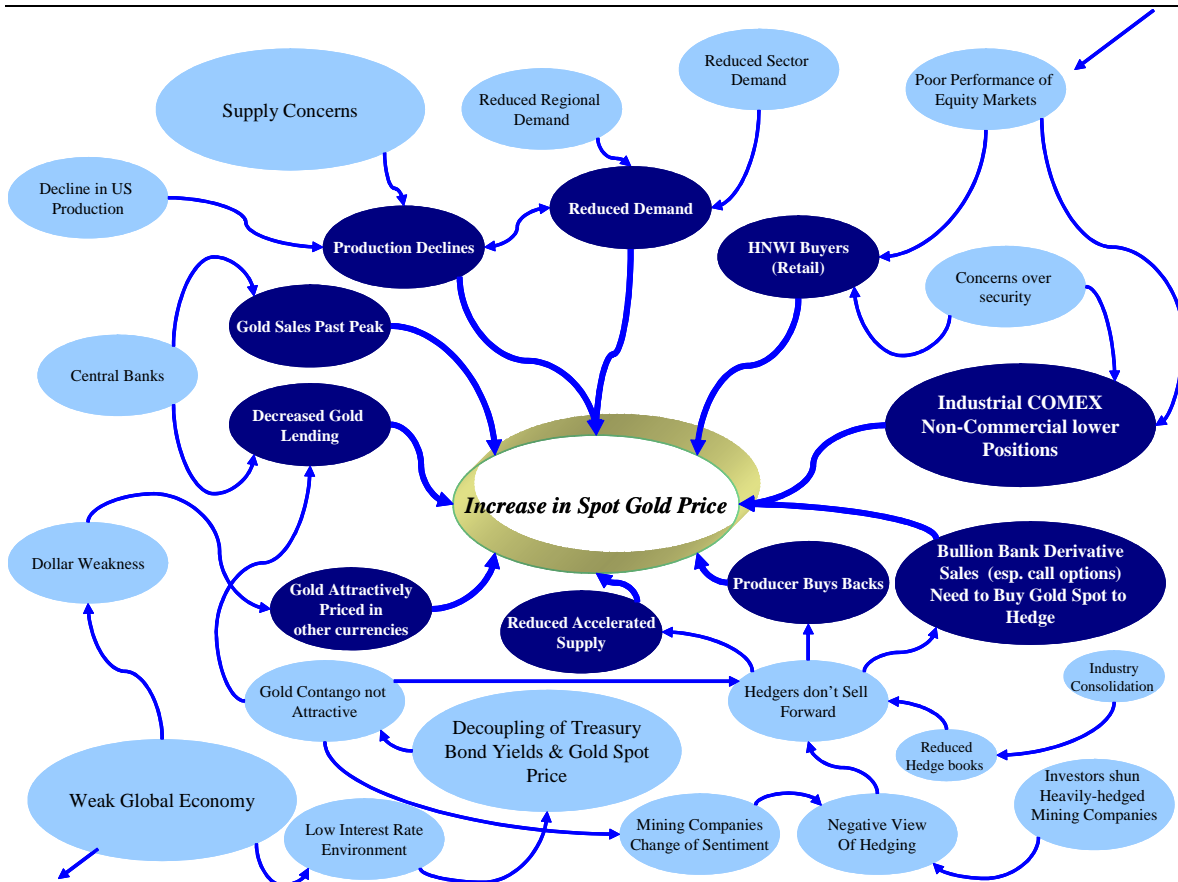 Reduced Sector
Demand
Poor Performance of
Equity Markets
Supply Concerns
Reduced Regional
Demand
Decline in US
Production
Reduced Demand
Production Declines
HNWI Buyers
(Retail)
Concerns over
security
Gold Sales Past Peak
Central Banks
Decreased Gold
Lending
Industrial COMEX
Non-Commercial lower
Positions
Increase in Spot Gold Price
Dollar Weakness
Gold Attractively
Priced in
other currencies
Reduced Accelerated
Supply
Producer Buys Backs
Bullion Bank Derivative
Sales (esp. call options)
Need to Buy Gold Spot to
Hedge
Gold Contango not
Attractive
Decoupling of Treasury
Bond Yields & Gold Spot
Price
Hedgers don't Sell
Forward
Industry
Consolidation
Reduced
Hedge books
Weak Global Economy
Low Interest Rate
Environment
Mining Companies
Change of Sentiment
Negative View
Of Hedging
Investors shun
Heavily-hedged
Mining Companies